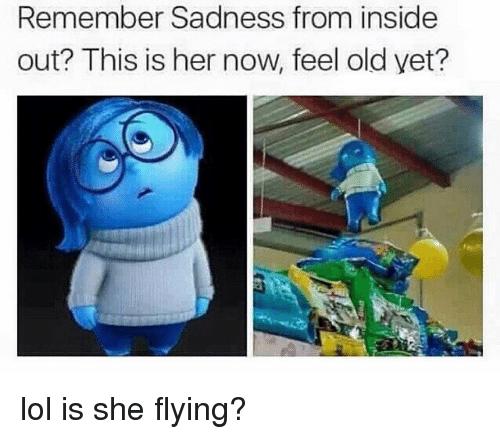 Remember Sadness from inside
out? This is her now, feel old yet?
lol is she flying?